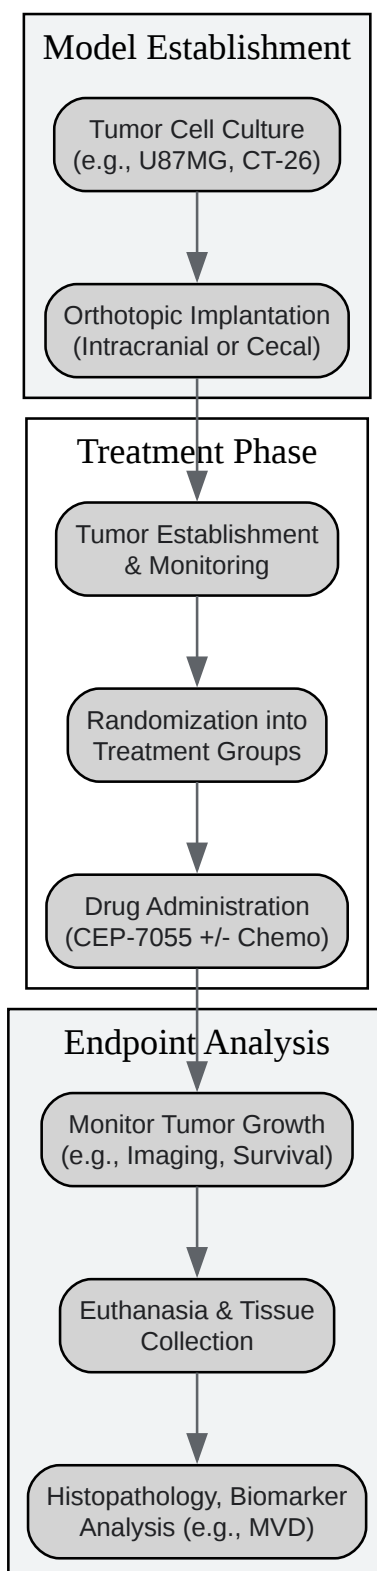 Model Establishment
Tumor Cell Culture
(e.g., U87MG, CT-26)
Orthotopic Implantation
(Intracranial or Cecal)
Treatment Phase
Tumor Establishment
& Monitoring
Randomization into
Treatment Groups
Drug Administration
(CEP-7055 +/- Chemo)
Endpoint Analysis
Monitor Tumor Growth
(e.g., Imaging, Survival)
Euthanasia & Tissue
Collection
Histopathology, Biomarker
Analysis (e.g., MVD)